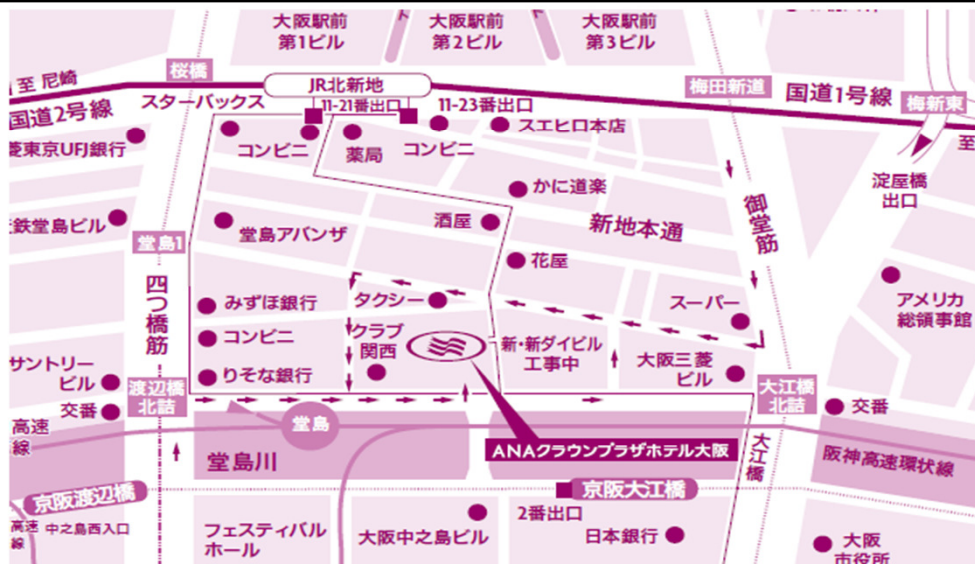 大阪駅前
第1ビル
大阪駅前
第2ビル
大阪駅前
第3ビル
至 尼崎
桜橋
JR北新地
梅田新道
国道1号線
梅新東
国道2号線
スターバックス
11-21番出口
11-23番出口
スエヒロ本店
至
菱東京UFJ銀行
コンビニ
薬局
コンビニ
淀屋橋
出口
かに道楽
御堂筋
鉄堂島ビル
堂島アバンザ
酒屋
新地本通
堂島1
花屋
四つ橋筋
みずほ銀行
タクシー
スーパー
アメリカ
総領事館
コンビニ
クラブ
関西
新・新ダイビル
工事中
大阪三菱
ビル
サントリー
ビル
りそな銀行
渡辺橋
北詰
大江橋
北詰
交番
交番
高速
線
堂島
堂島川
ANAクラウンプラザホテル大阪
大江橋
阪神高速環状線
京阪渡辺橋
京阪大江橋
高速
線
中之島西入口
フェスティバル
ホール
大阪中之島ビル
2番出口
日本銀行
大阪
市役所